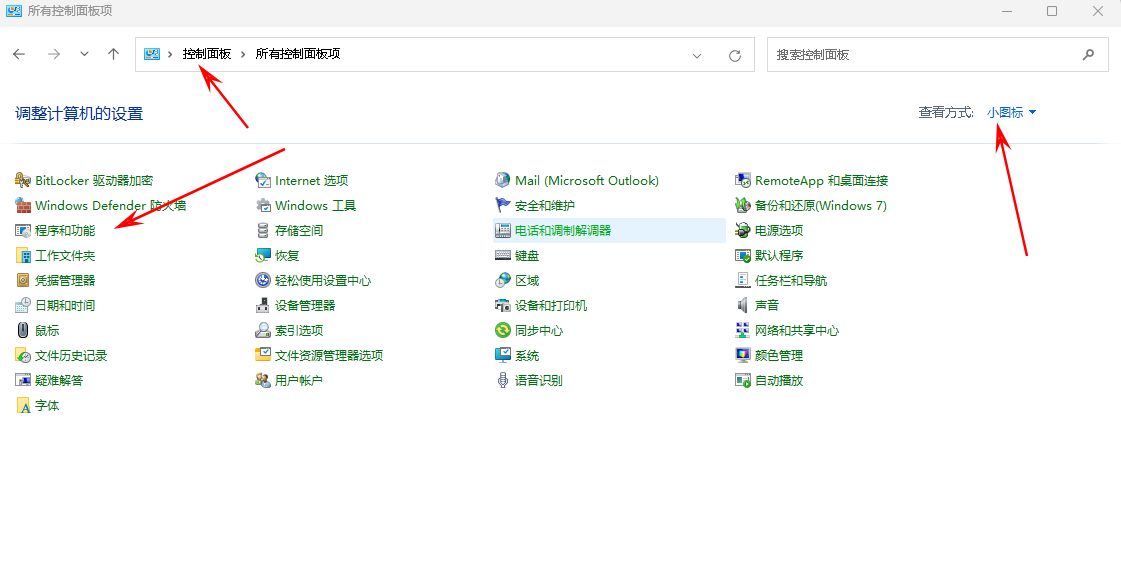 所有控制面板项
控制面板 所有控制面板项
搜索控制面板
调整计算机的设置
查看方式: 小图标
BitLocker 驱动器加密 Internet 选项 Mail (Microsoft Outlook) RemoteApp 和桌面连接
Windows Defender 防火墙 Windows 工具 安全和维护 备份和还原(Windows 7)
程序和功能 存储空间 电话和调制解调器 电源选项
工作文件夹 恢复 键盘 默认程序
凭据管理器 轻松使用设置中心 区域 任务栏和导航
日期和时间 设备管理器 设备和打印机 声音
鼠标 索引选项 同步中心 网络和共享中心
文件历史记录 文件资源管理器选项 系统 颜色管理
疑难解答 用户帐户 语音识别 自动播放
字体